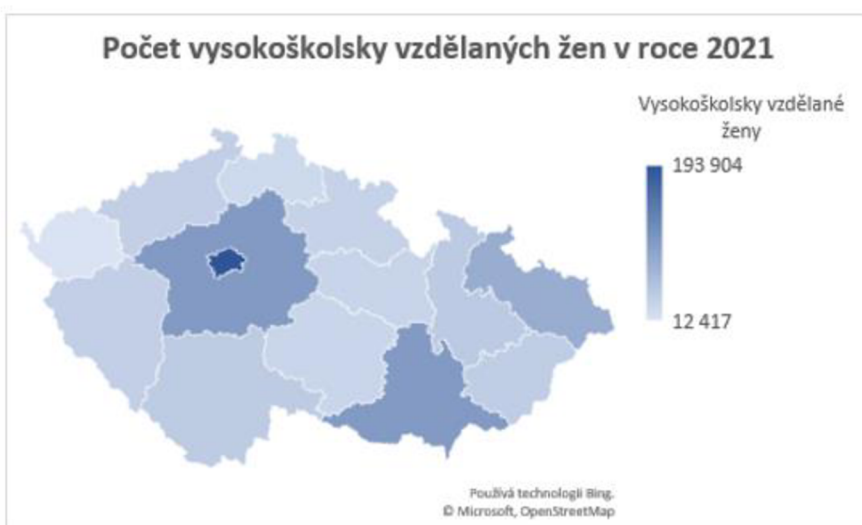 Počet vysokoškolsky vzdělaných žen v roce 2021
Vysokoškolsky vzdělané
ženy
193 904
12 417
Používá technologii Bing.
© Microsoft, OpenStreetMap